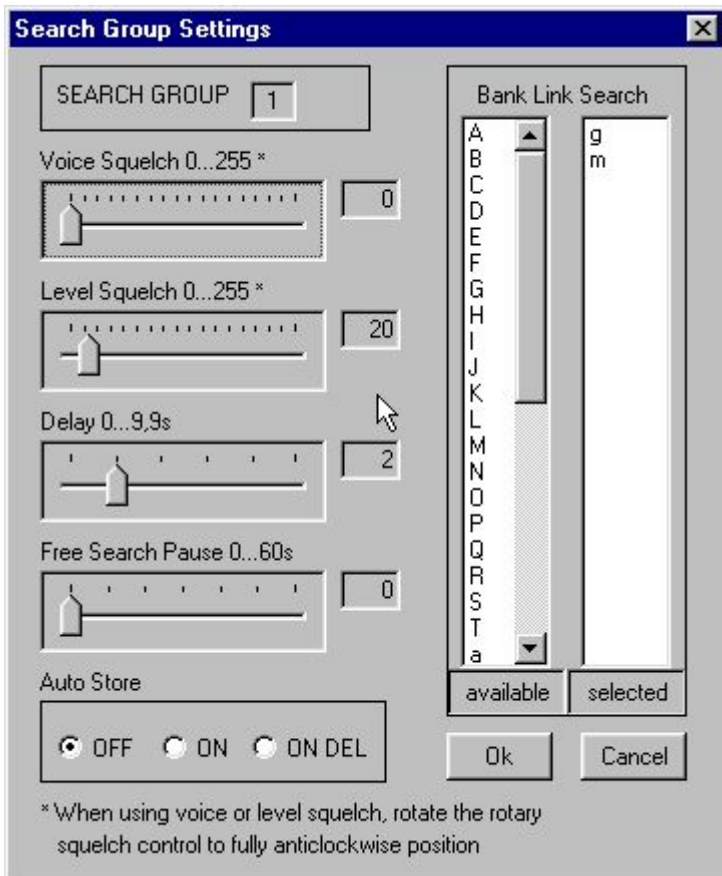 Search Group Settings
SEARCH GROUP 1
Voice Squelch 0...255 *
0
Level Squelch 0...255 *
20
Delay 0...9,9s
2
Free Search Pause 0...60s
0
Auto Store
OFF ON ON DEL
* When using voice or level squelch, rotate the rotary
squelch control to fully anticlockwise position
Bank Link Search
A
B
C
D
E
F
G
H
I
J
K
L
M
N
O
P
Q
R
S
T
a
g
m
available selected
Ok Cancel